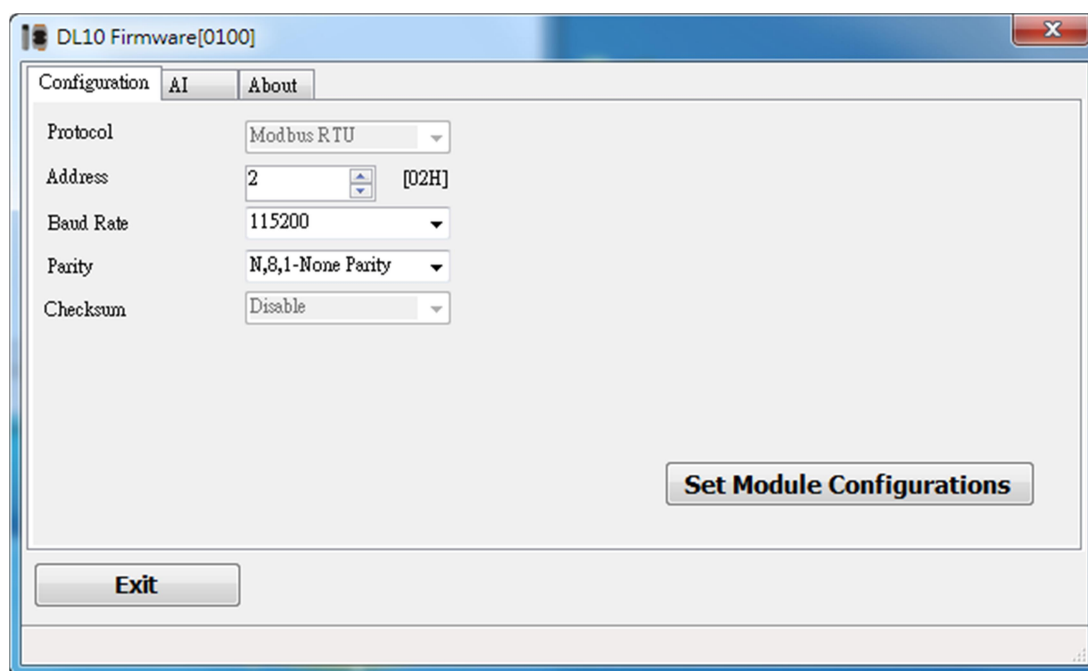 DL10 Firmware[0100]
Configuration AI About
Protocol Modbus RTU
Address 2 [02H]
Baud Rate 115200
Parity N,8,1-None Parity
Checksum Disable
Set Module Configurations
Exit